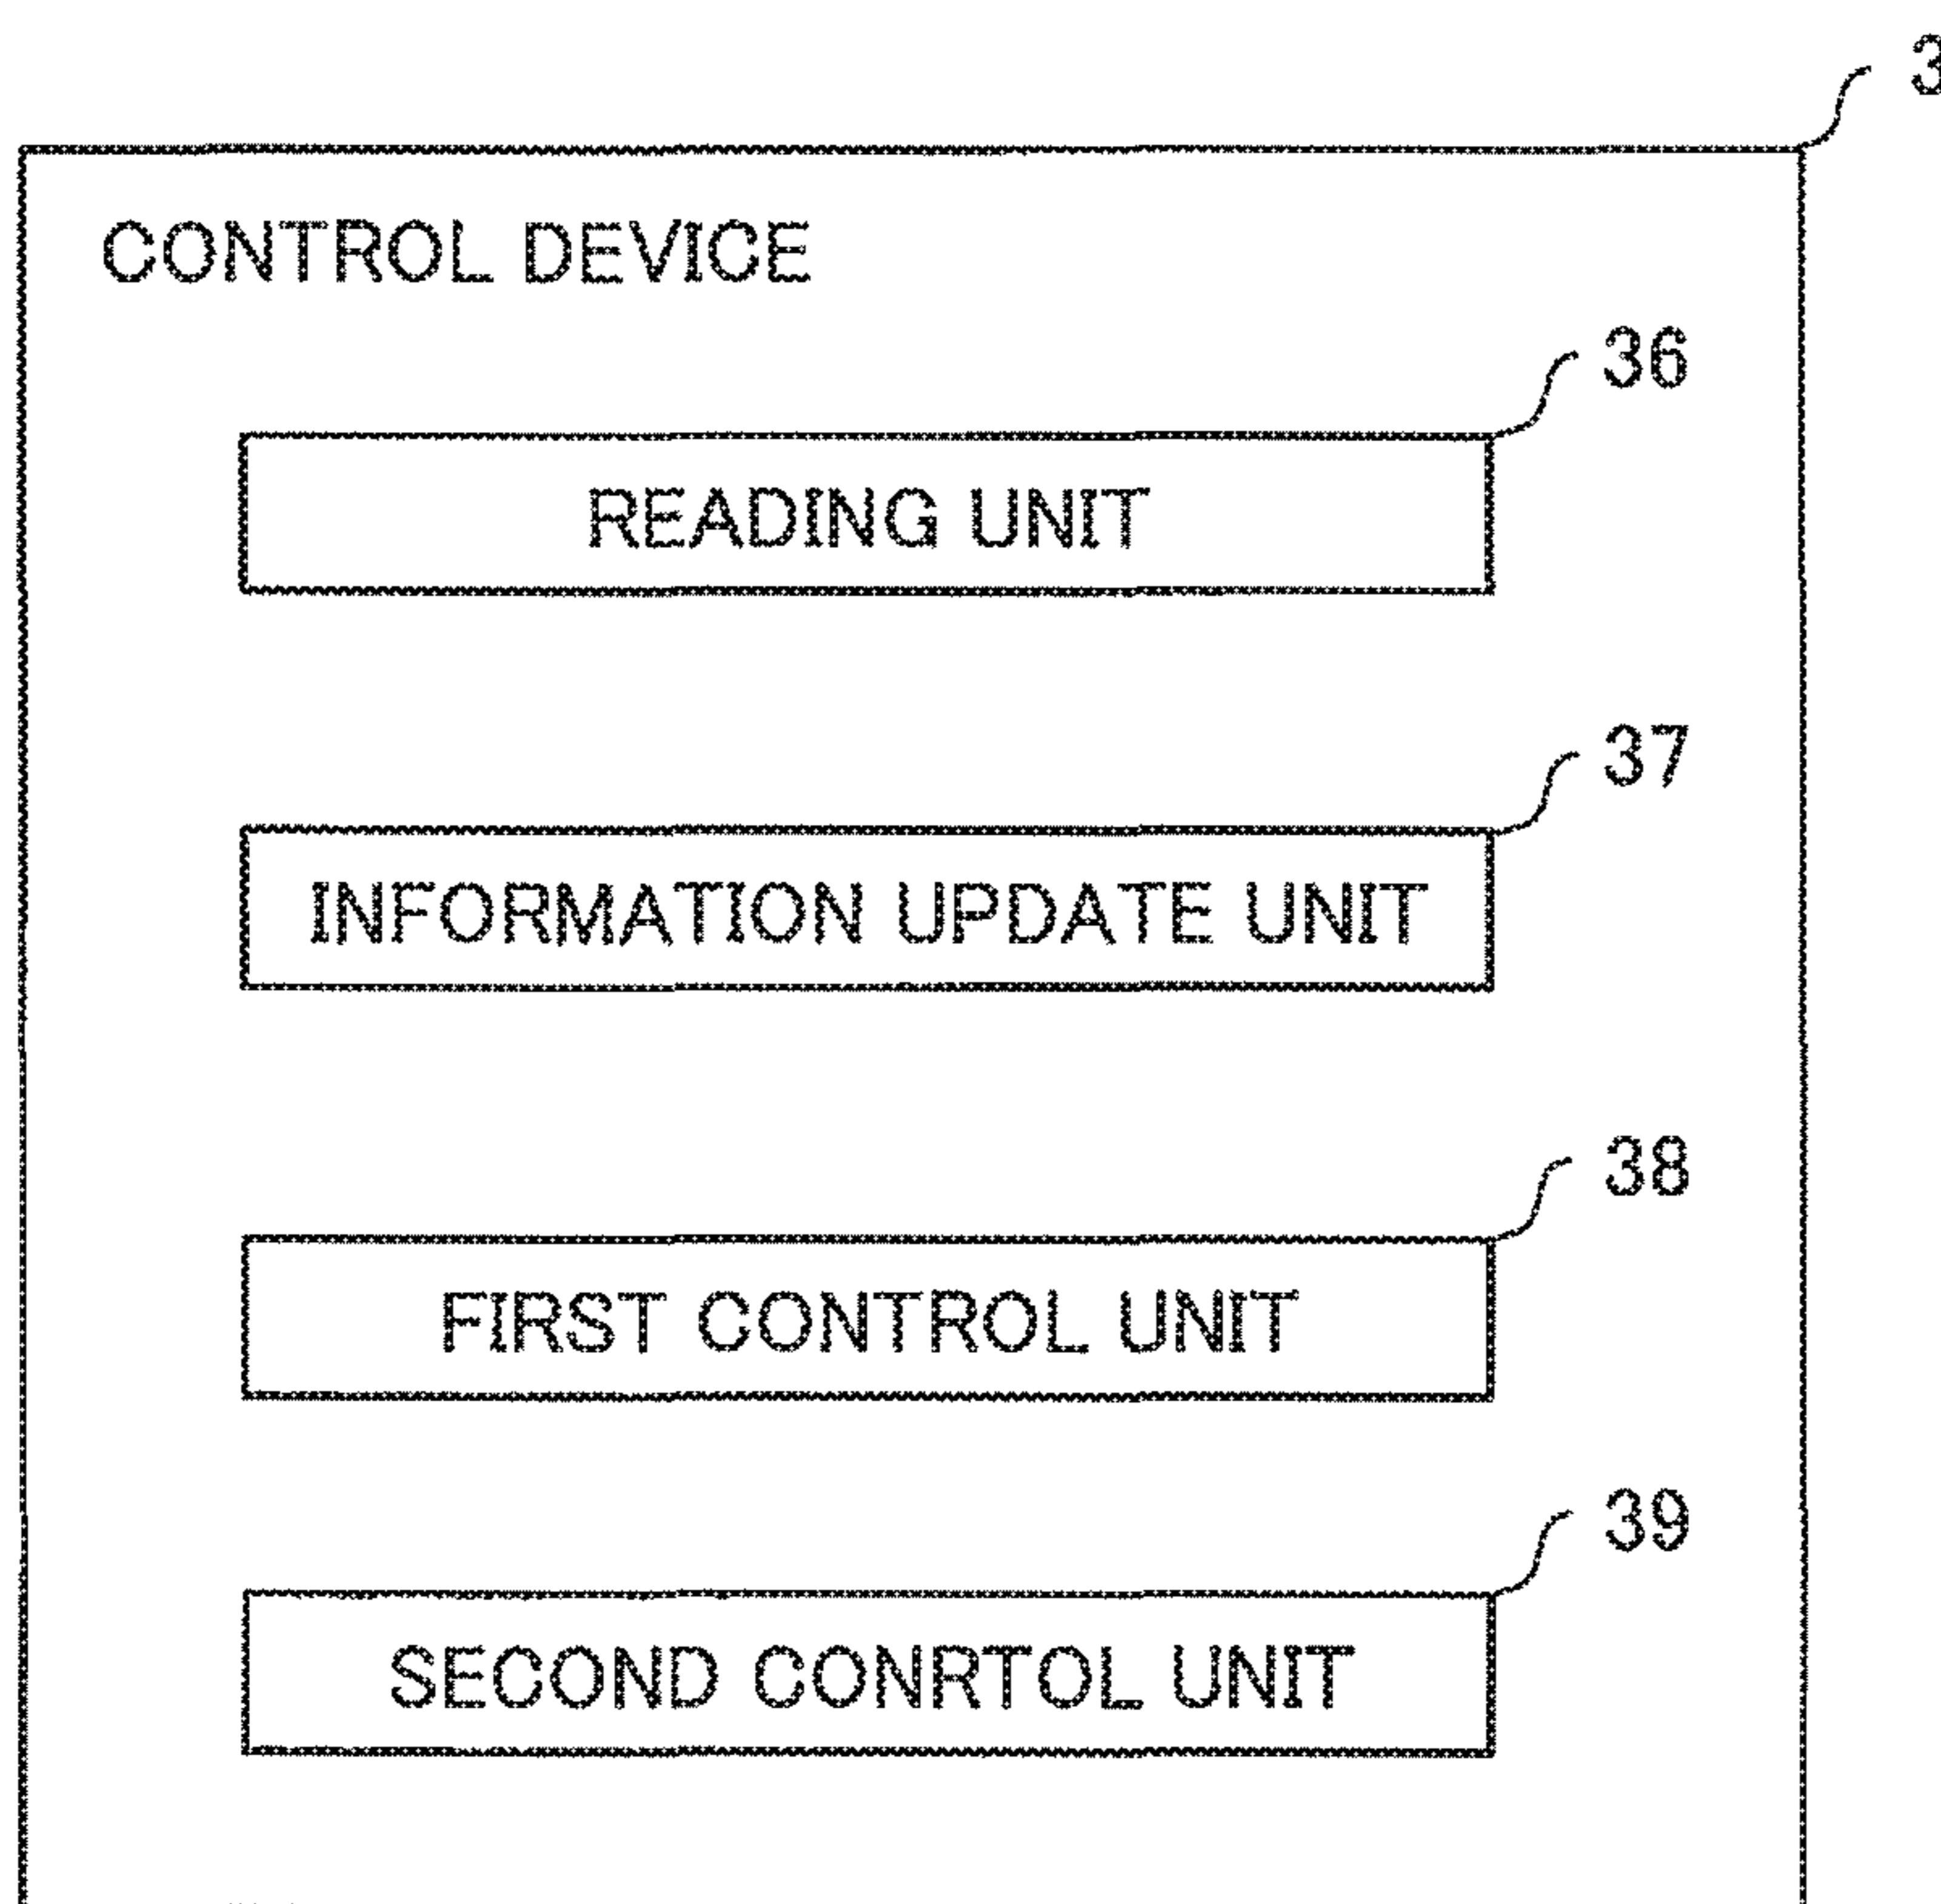 3
CONTROL DEVICE
36
READING UNIT
37
INFORMATION UPDATE UNIT
38
FIRST CONTROL UNIT
39
SECOND CONRTOL UNIT